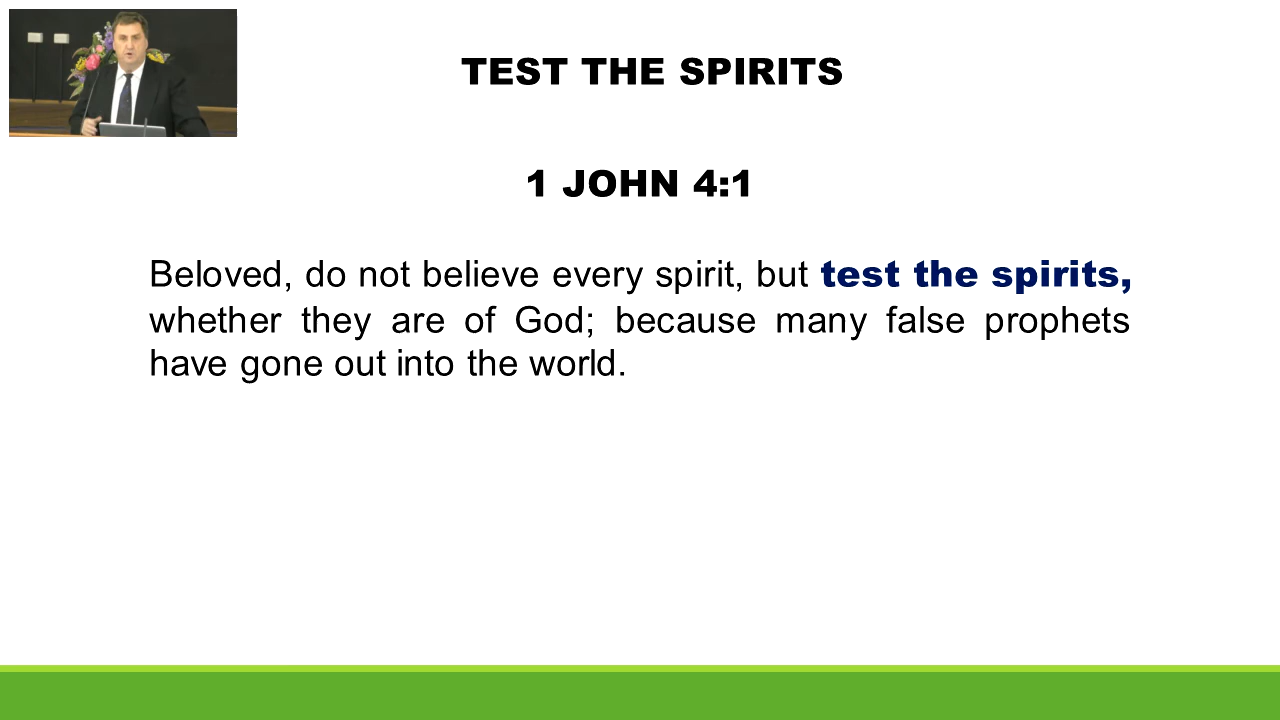 TEST THE SPIRITS
1 JOHN 4:1
Beloved, do not believe every spirit, but test the spirits,
whether they are of God; because many false prophets
have gone out into the world.